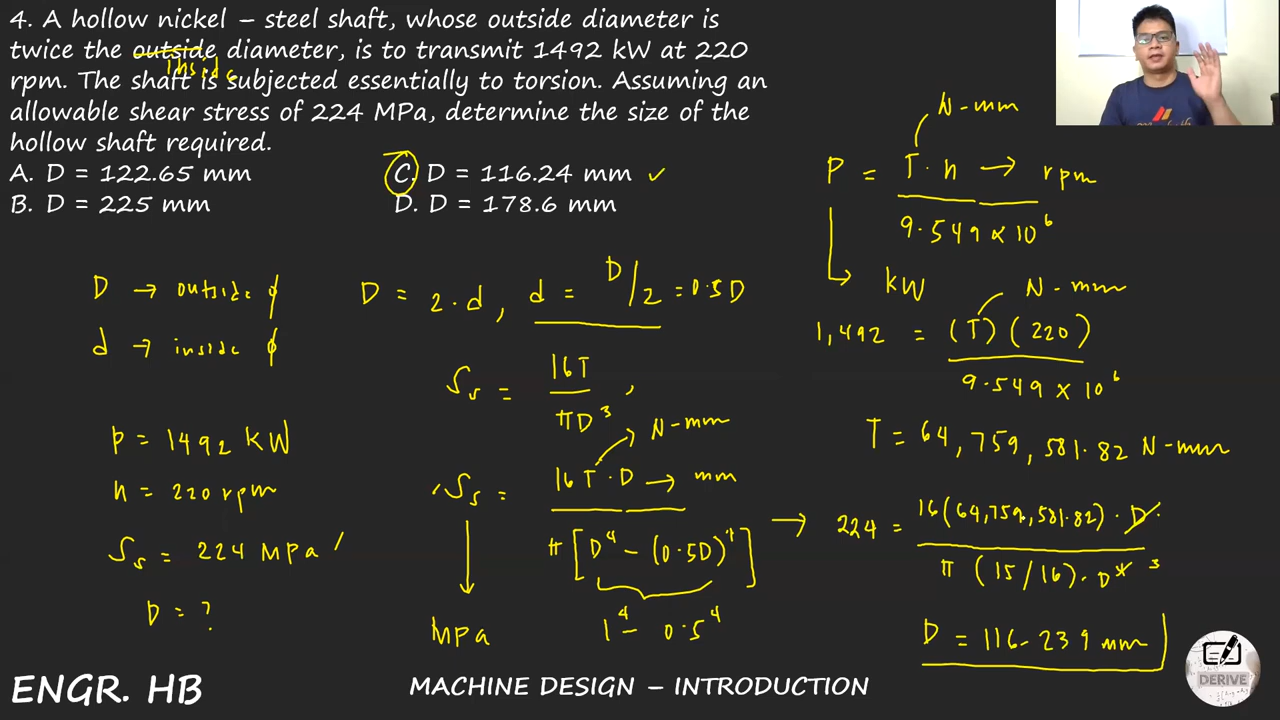 4. A hollow nickel – steel shaft, whose outside diameter is
twice the outside diameter, is to transmit 1492 kW at 220
inside
rpm. The shaft is subjected essentially to torsion. Assuming an
allowable shear stress of 224 MPa, determine the size of the
hollow shaft required.
A. D = 122.65 mm
C. D = 116.24 mm ✓
B. D = 225 mm
D. D = 178.6 mm
D → outside ϕ
d → inside ϕ
P = 1492 kW
n = 220 rpm
Ss = 224 MPa
D = ?
D = 2·d, d = D/2 = 0.5D
Ss = 16T / πD³,
N-mm
Ss = 16T·D → mm
π[D⁴ - (0.5D)⁴]
MPa
1⁴ - 0.5⁴
N-mm
P = T·n → rpm
9.549 x 10⁶
kW
N-mm
1,492 = (T)(220)
9.549 x 10⁶
T = 64,759,581.82 N-mm
→ 224 = 16(64,759,581.82)·D
π(15/16)·D⁴ ³
D = 116.239 mm
ENGR. HB
MACHINE DESIGN – INTRODUCTION
DERIVE